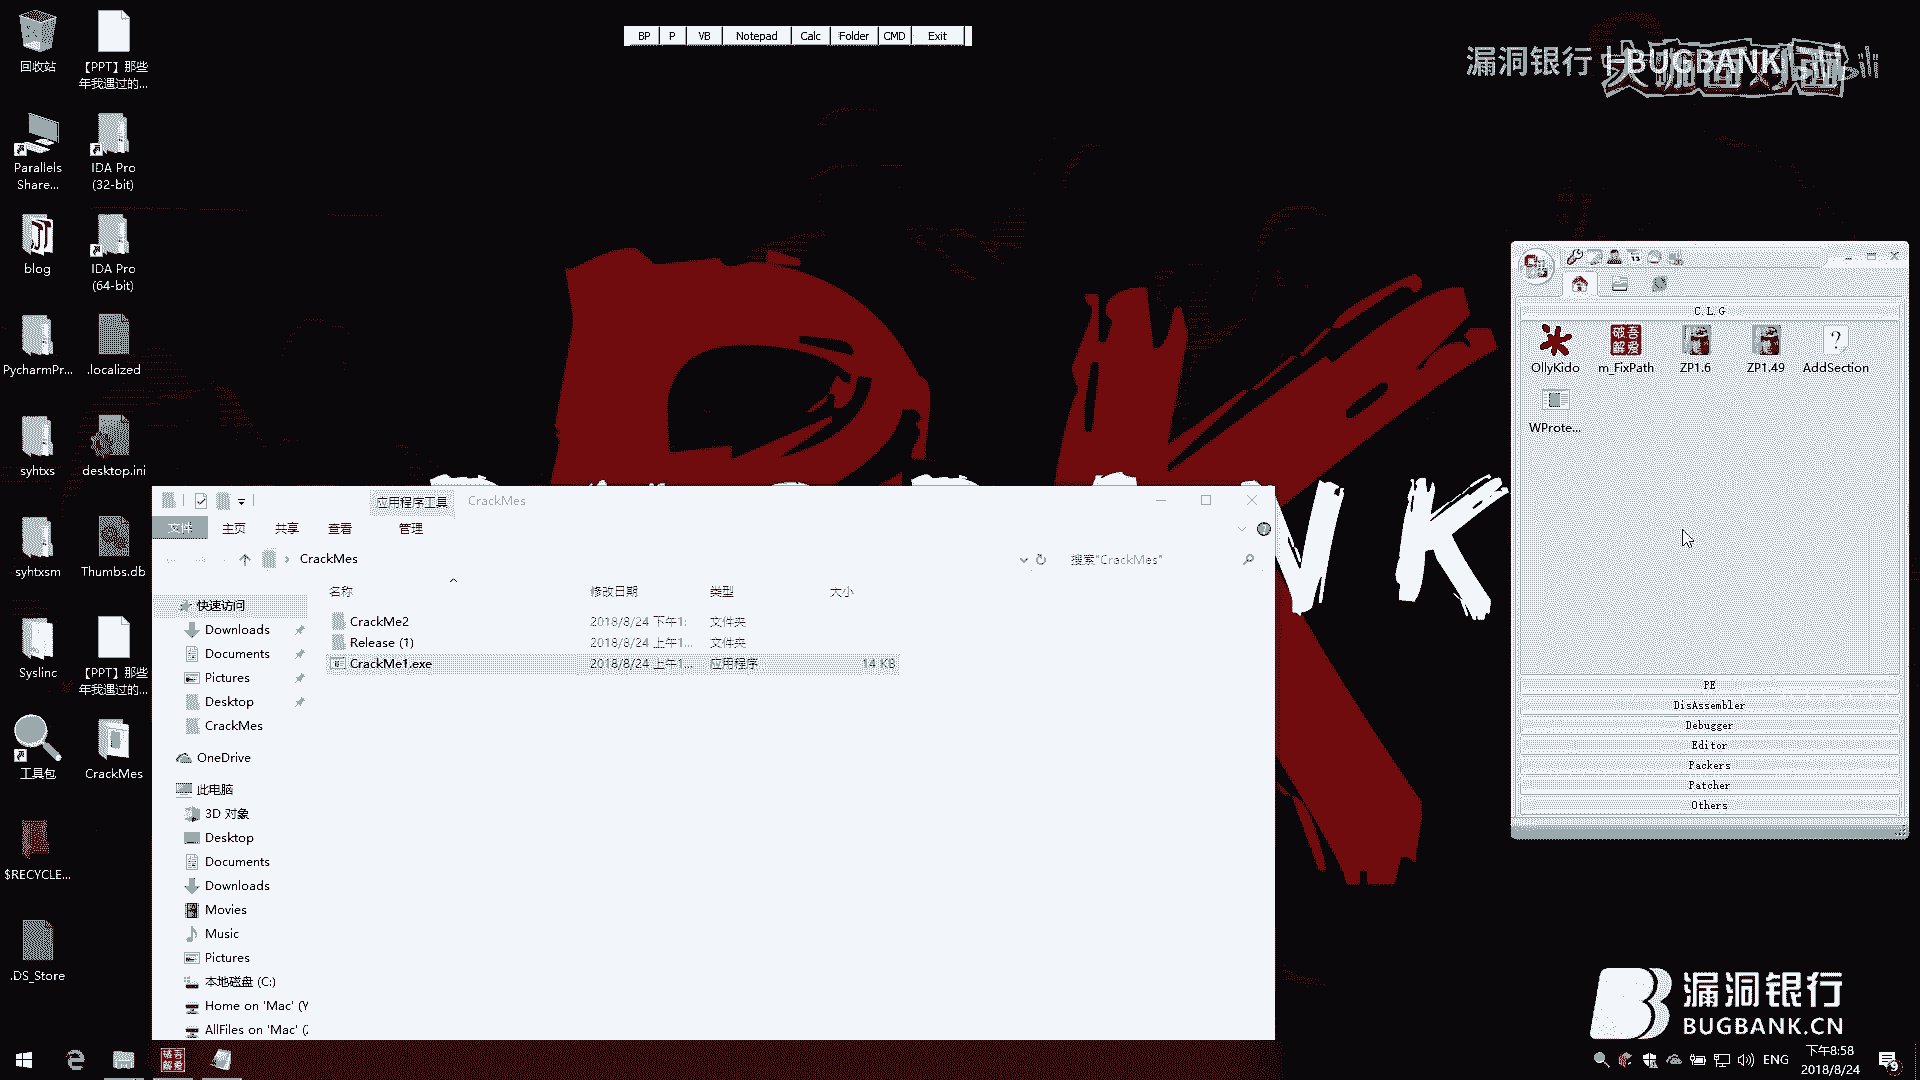 回收站
【PPT】那些
年我遇过的...
Parallels
Share...
IDA Pro
(32-bit)
blog
IDA Pro
(64-bit)
PycharmPr...
.localized
syhtxs
desktop.ini
syhtxsm
Thumbs.db
Syslinc
【PPT】那些
年我遇过的...
工具包
CrackMes
$RECYCLE...
.DS_Store
BP P VB Notepad Calc Folder CMD Exit
漏洞银行
BUGBANK
应用程序工具
CrackMes
文件 主页 共享 查看 管理
CrackMes
搜索"CrackMes"
名称 修改日期 类型 大小
CrackMe2 2018/8/24 下午1: 文件夹
Release (1) 2018/8/24 上午1... 文件夹
CrackMe1.exe 2018/8/24 上午1... 应用程序 14 KB
快速访问
Downloads
Documents
Pictures
Desktop
CrackMes
OneDrive
此电脑
3D 对象
Desktop
Documents
Downloads
Movies
Music
Pictures
本地磁盘 (C:)
Home on 'Mac' (Y
AllFiles on 'Mac' (Z
C.L.G
OllyKido
m_FixPath
ZP1.6
ZP1.49
AddSection
WProte...
PE
DisAssembler
Debugger
Editor
Packers
Patcher
Others
漏洞银行
BUGBANK.CN
ENG
下午8:58
2018/8/24
9